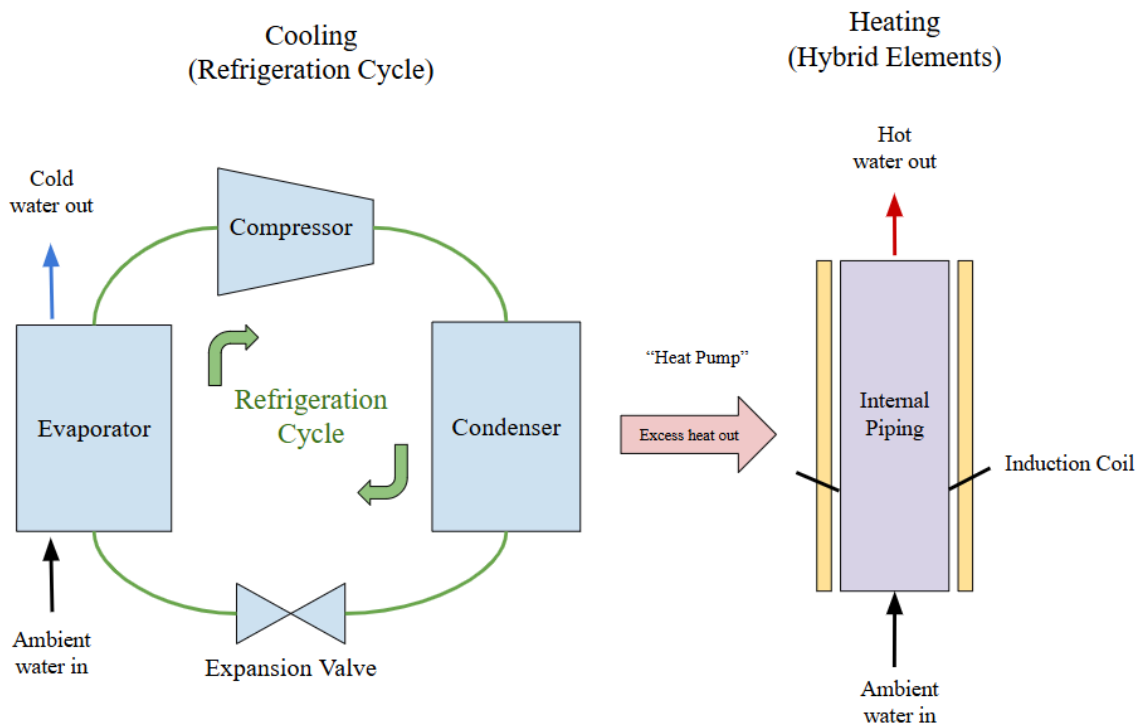 Cooling
(Refrigeration Cycle)
Heating
(Hybrid Elements)
Cold
water out
Compressor
Hot
water out
Evaporator
Refrigeration
Cycle
Condenser
“Heat Pump”
Excess heat out
Internal
Piping
Induction Coil
Ambient
water in
Expansion Valve
Ambient
water in